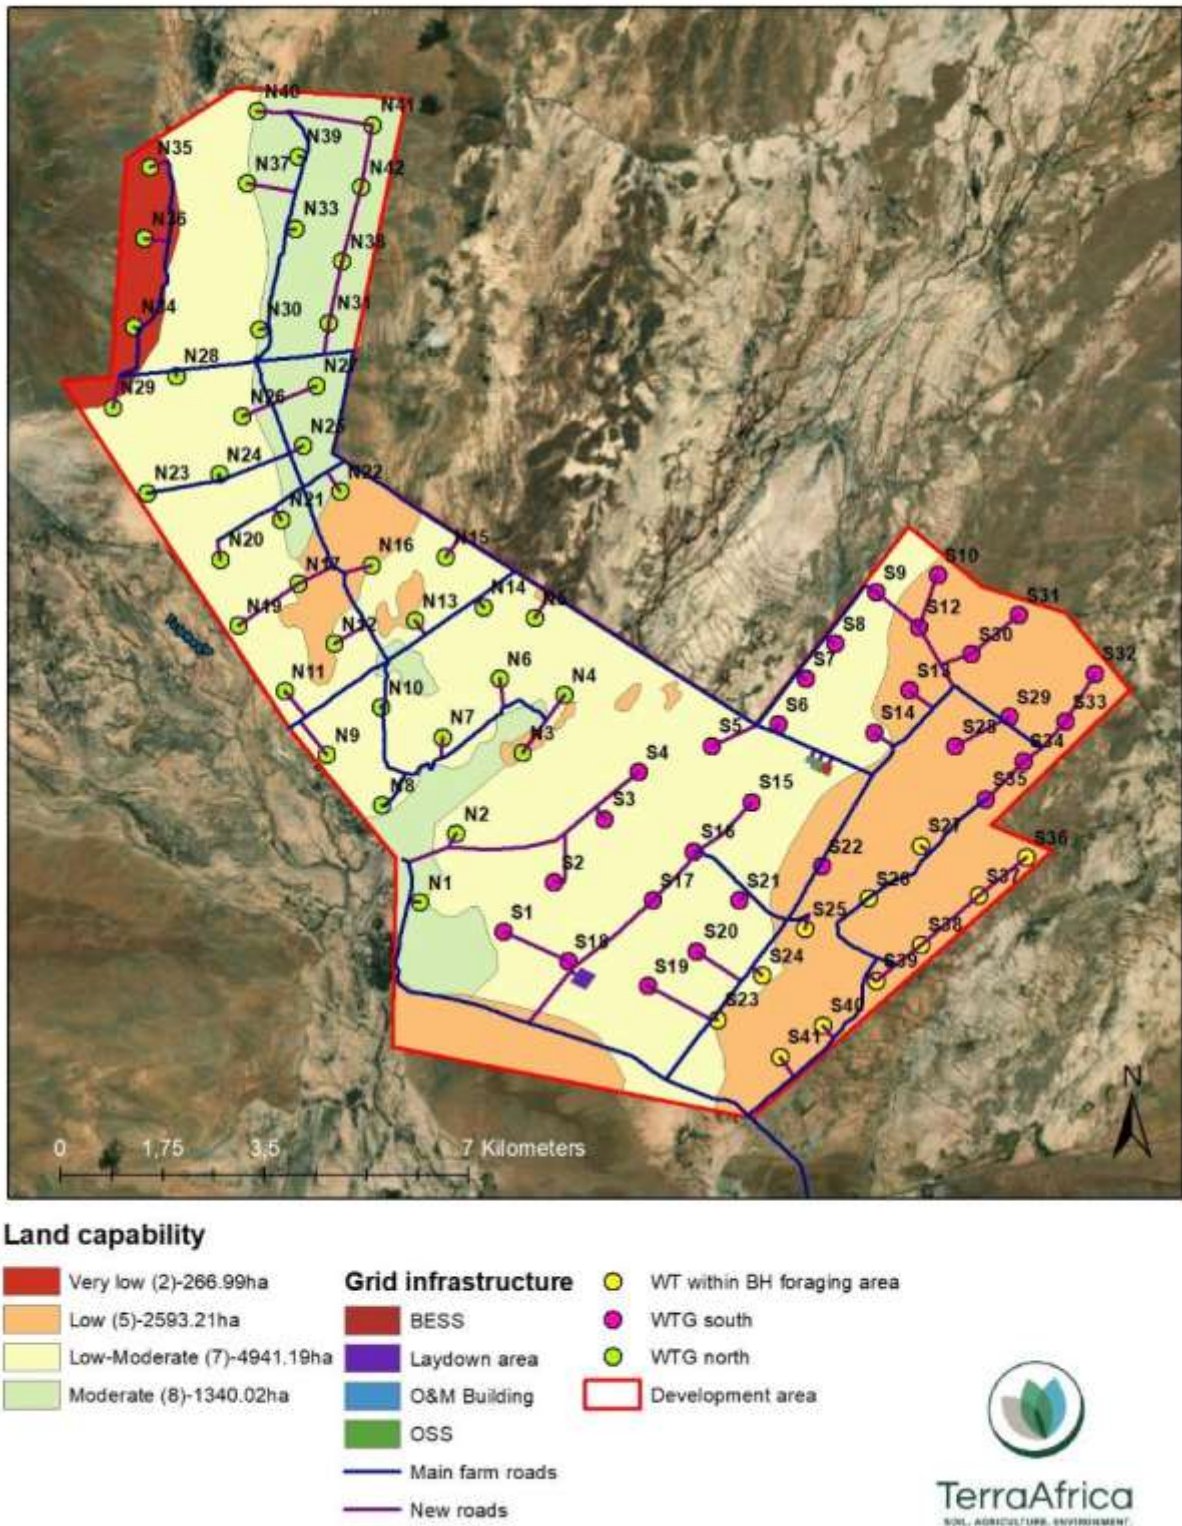 N40
N41
N39
N35
N37
N42
N33
N36
N38
N34
N30
N31
N28
N27
N29
N26
N25
N24
N23
N22
N21
N20
N15
N16
N17
S10
S9
N14
N13
N5
S31
N19
S12
N12
S8
S30
S7
S13
S32
N11
N6
N4
N10
S29
S33
S6
S14
S28
N7
S5
N9
N3
S34
S4
S35
N8
S15
S3
N2
S16
S27
S36
S2
S22
S37
N1
S17
S21
S26
S1
S25
S38
S18
S20
S24
S19
S39
S23
S40
S41
N
0 1,75 3,5 7 Kilometers
Land capability
Very low (2)-266.99ha
Low (5)-2593.21ha
Low-Moderate (7)-4941.19ha
Moderate (8)-1340.02ha
Grid infrastructure
BESS
Laydown area
O&M Building
OSS
Main farm roads
New roads
WT within BH foraging area
WTG south
WTG north
Development area
TerraAfrica
SOIL. AGRICULTURE. ENVIRONMENT.